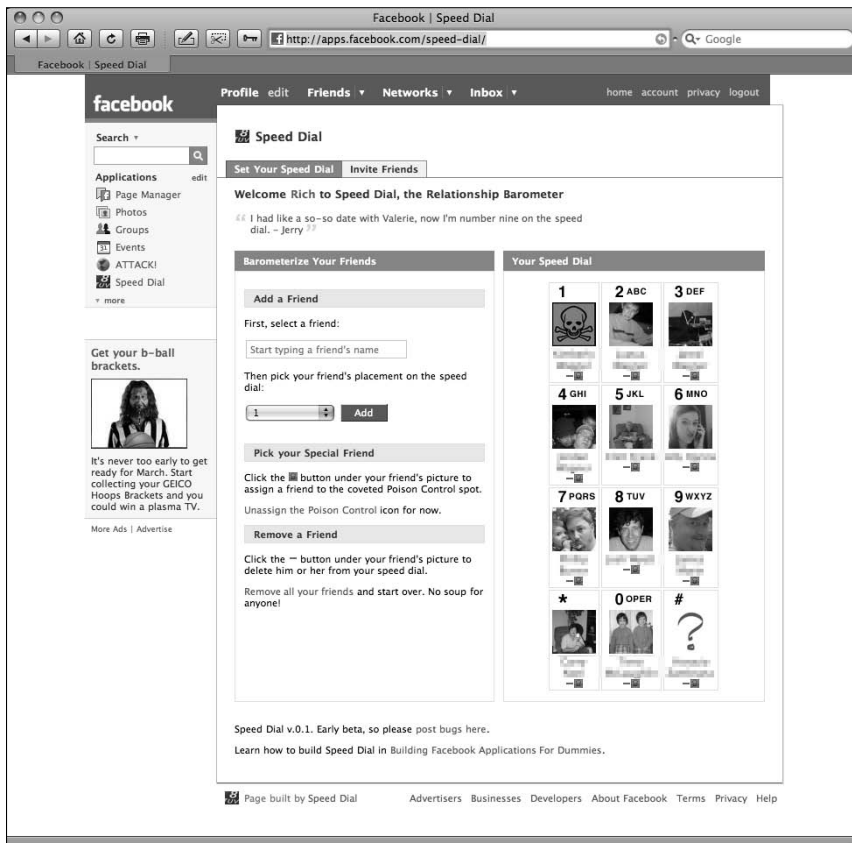 Facebook | Speed Dial
http://apps.facebook.com/speed-dial/
Google
Facebook | Speed Dial
facebook
Profile edit Friends Networks Inbox
home account privacy logout
Search
Applications edit
Page Manager
Photos
Groups
31 Events
ATTACK!
Speed Dial
more
Get your b-ball
brackets.
It's never too early to get
ready for March. Start
collecting your GEICO
Hoops Brackets and you
could win a plasma TV.
More Ads | Advertise
Speed Dial
Set Your Speed Dial Invite Friends
Welcome Rich to Speed Dial, the Relationship Barometer
“ I had like a so-so date with Valerie, now I'm number nine on the speed
dial. - Jerry ”
Barometerize Your Friends
Add a Friend
First, select a friend:
Start typing a friend's name
Then pick your friend's placement on the speed
dial:
1 Add
Pick your Special Friend
Click the button under your friend's picture to
assign a friend to the coveted Poison Control spot.
Unassign the Poison Control icon for now.
Remove a Friend
Click the − button under your friend's picture to
delete him or her from your speed dial.
Remove all your friends and start over. No soup for
anyone!
Your Speed Dial
1 2 ABC 3 DEF
4 GHI 5 JKL 6 MNO
7 PQRS 8 TUV 9 WXYZ
* 0 OPER #
?
Speed Dial v.0.1. Early beta, so please post bugs here.
Learn how to build Speed Dial in Building Facebook Applications For Dummies.
Page built by Speed Dial
Advertisers Businesses Developers About Facebook Terms Privacy Help